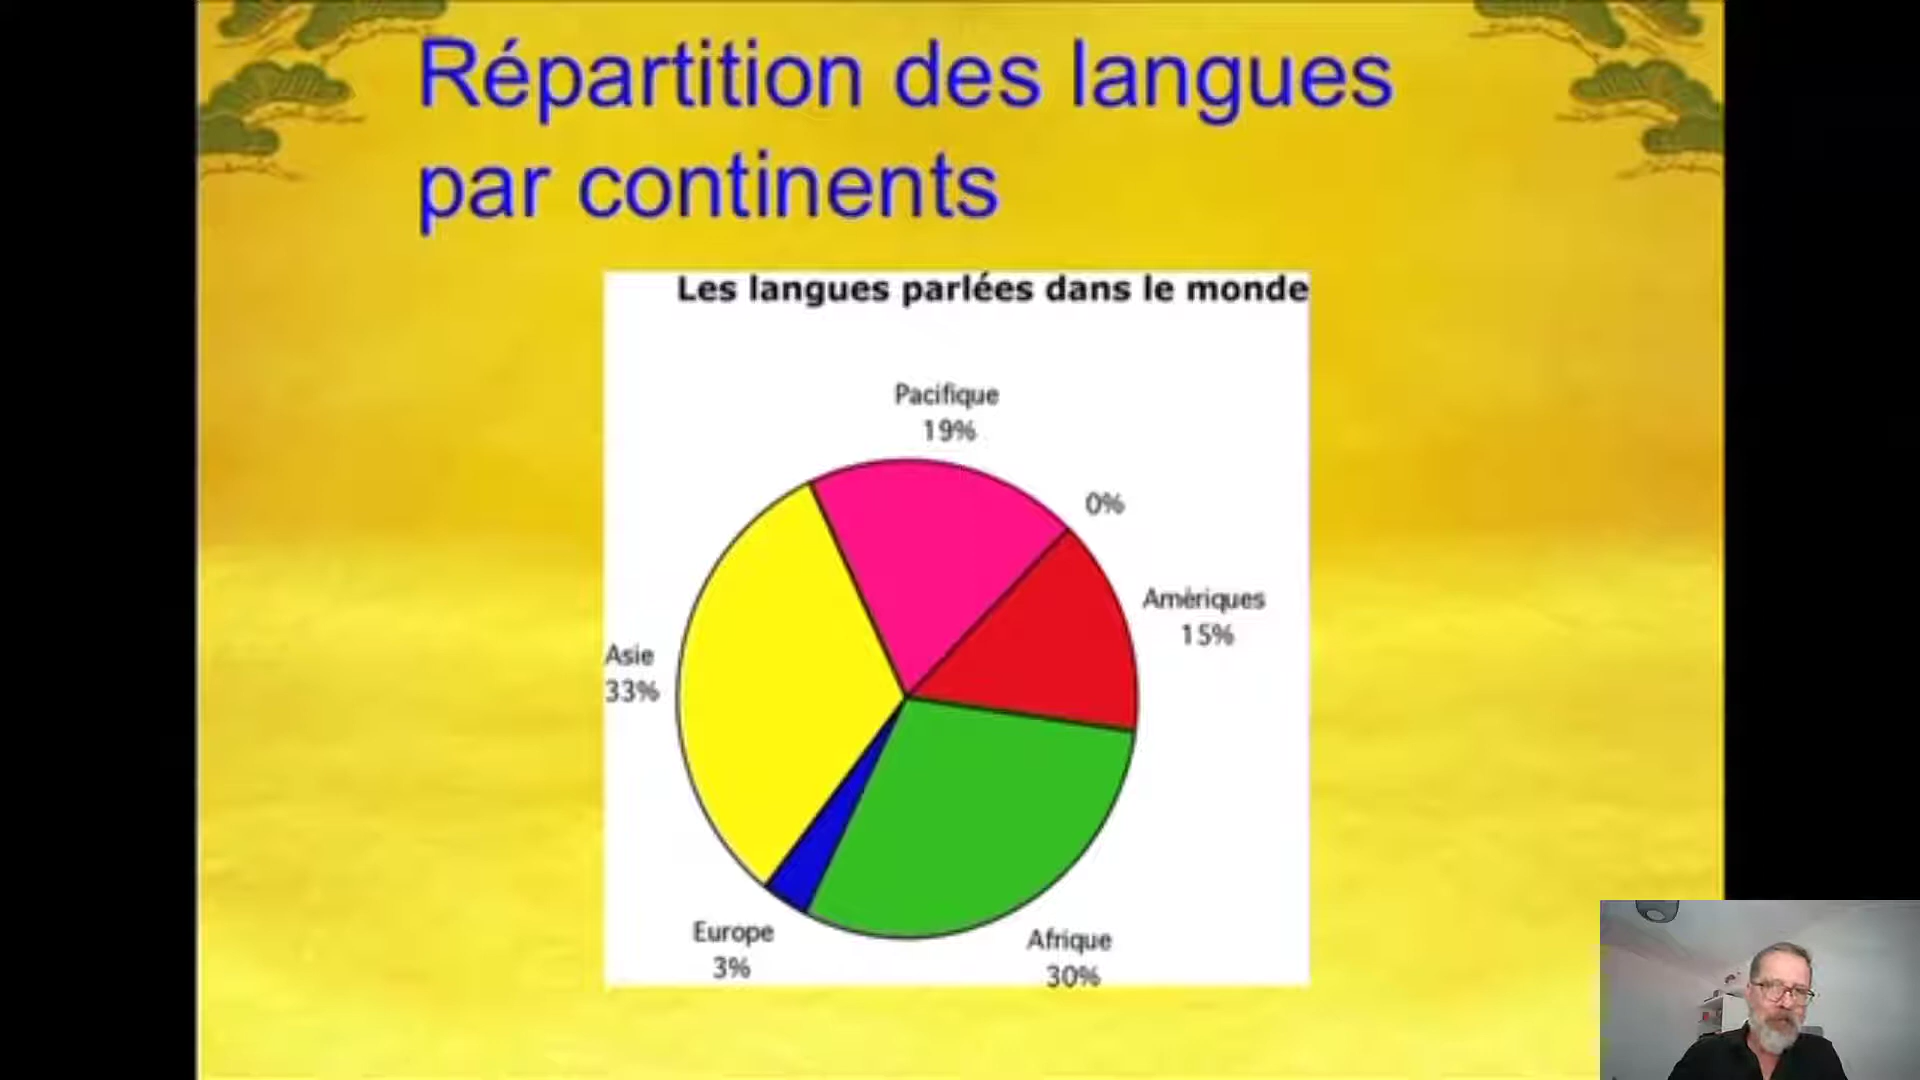 Répartition des langues
par continents
Les langues parlées dans le monde
Pacifique
19%
0%
Amériques
15%
Asie
33%
Europe
3%
Afrique
30%